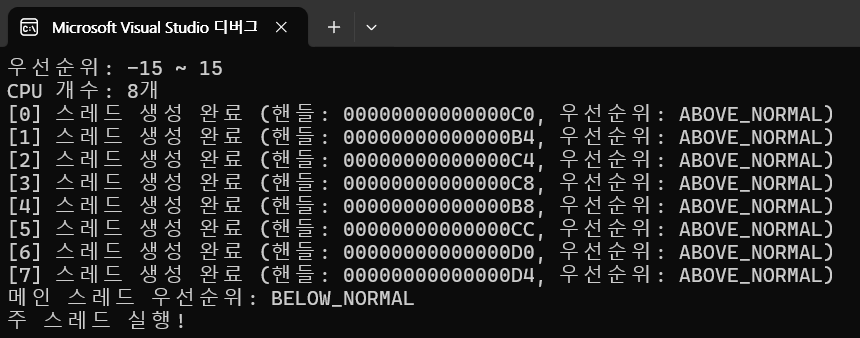 Microsoft Visual Studio 디버그
우선순위: -15 ~ 15
CPU 개수: 8개
[0] 스레드 생성 완료 (핸들: 00000000000000C0, 우선순위: ABOVE_NORMAL)
[1] 스레드 생성 완료 (핸들: 00000000000000B4, 우선순위: ABOVE_NORMAL)
[2] 스레드 생성 완료 (핸들: 00000000000000C4, 우선순위: ABOVE_NORMAL)
[3] 스레드 생성 완료 (핸들: 00000000000000C8, 우선순위: ABOVE_NORMAL)
[4] 스레드 생성 완료 (핸들: 00000000000000B8, 우선순위: ABOVE_NORMAL)
[5] 스레드 생성 완료 (핸들: 00000000000000CC, 우선순위: ABOVE_NORMAL)
[6] 스레드 생성 완료 (핸들: 00000000000000D0, 우선순위: ABOVE_NORMAL)
[7] 스레드 생성 완료 (핸들: 00000000000000D4, 우선순위: ABOVE_NORMAL)
메인 스레드 우선순위: BELOW_NORMAL
주 스레드 실행!